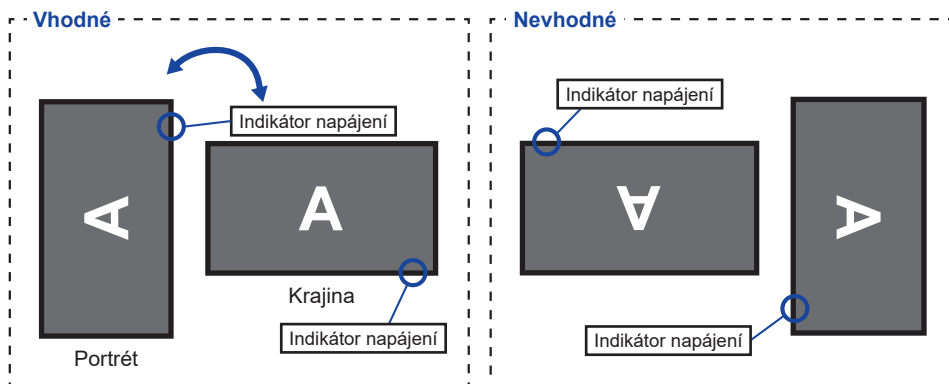 Vhodné
Indikátor napájení
A
A
Krajina
Indikátor napájení
Portrét
Nevhodné
Indikátor napájení
A
A
Indikátor napájení